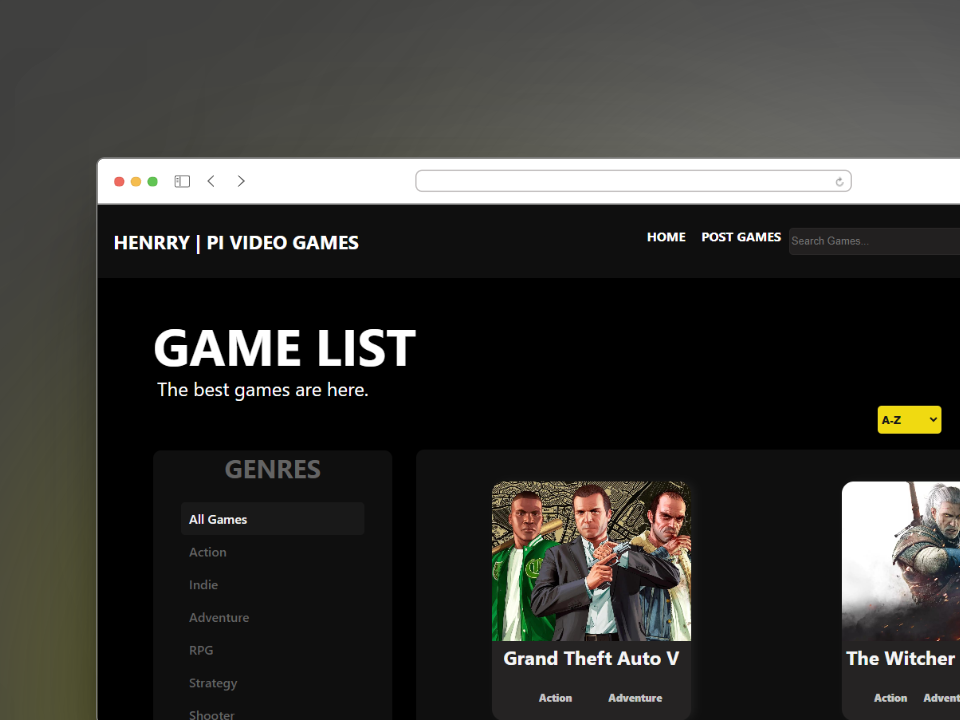 HENRRY | PI VIDEO GAMES
HOME POST GAMES Search Games...
GAME LIST
The best games are here.
A-Z
GENRES
All Games
Action
Indie
Adventure
RPG
Strategy
Shooter
Grand Theft Auto V
Action Adventure
The Witcher
Action Advent